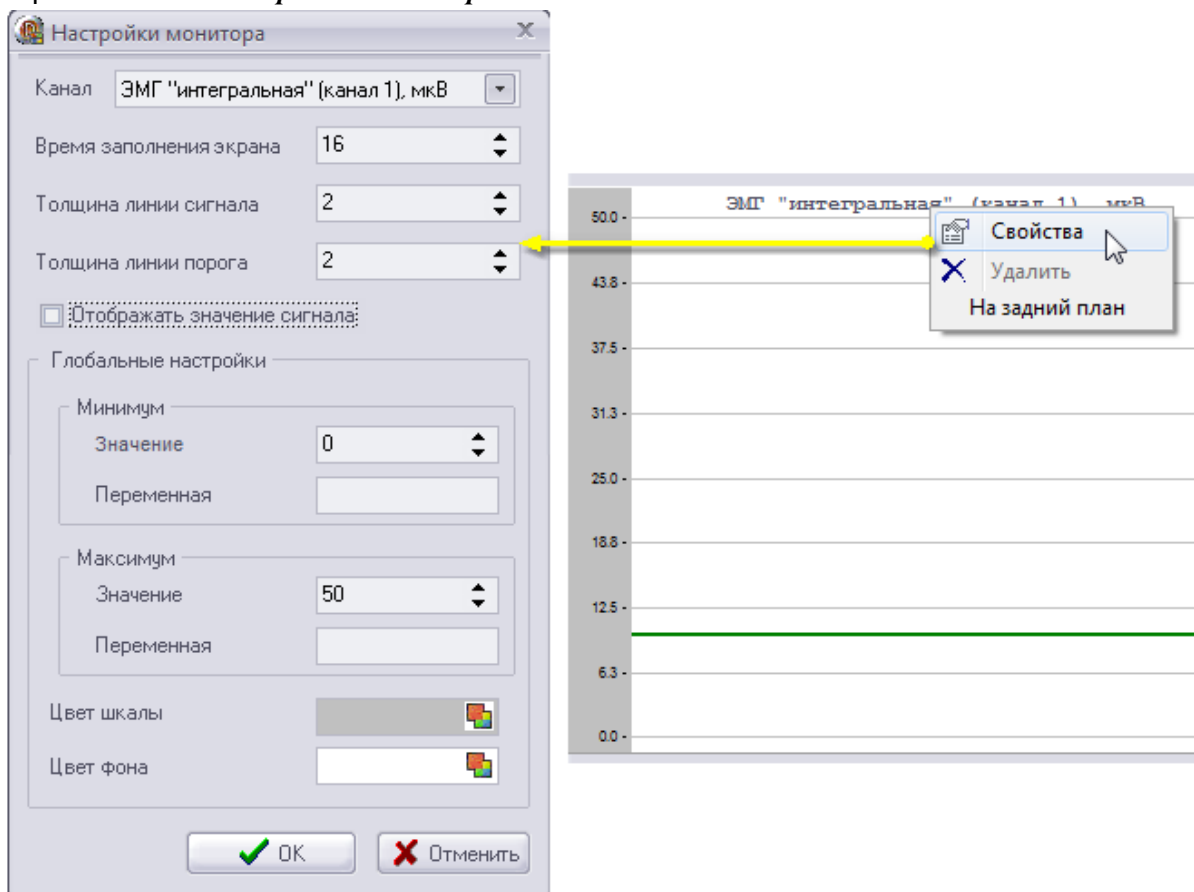 Настройки монитора
Канал ЭМГ "интегральная" (канал 1), мкВ
Время заполнения экрана 16
Толщина линии сигнала 2
Толщина линии порога 2
Отображать значение сигнала
Глобальные настройки
Минимум
Значение 0
Переменная
Максимум
Значение 50
Переменная
Цвет шкалы
Цвет фона
OK Отменить
ЭМГ "интегральная" (канал 1), мкВ
Свойства
Удалить
На задний план
50.0 -
43.8 -
37.5 -
31.3 -
25.0 -
18.8 -
12.5 -
6.3 -
0.0 -